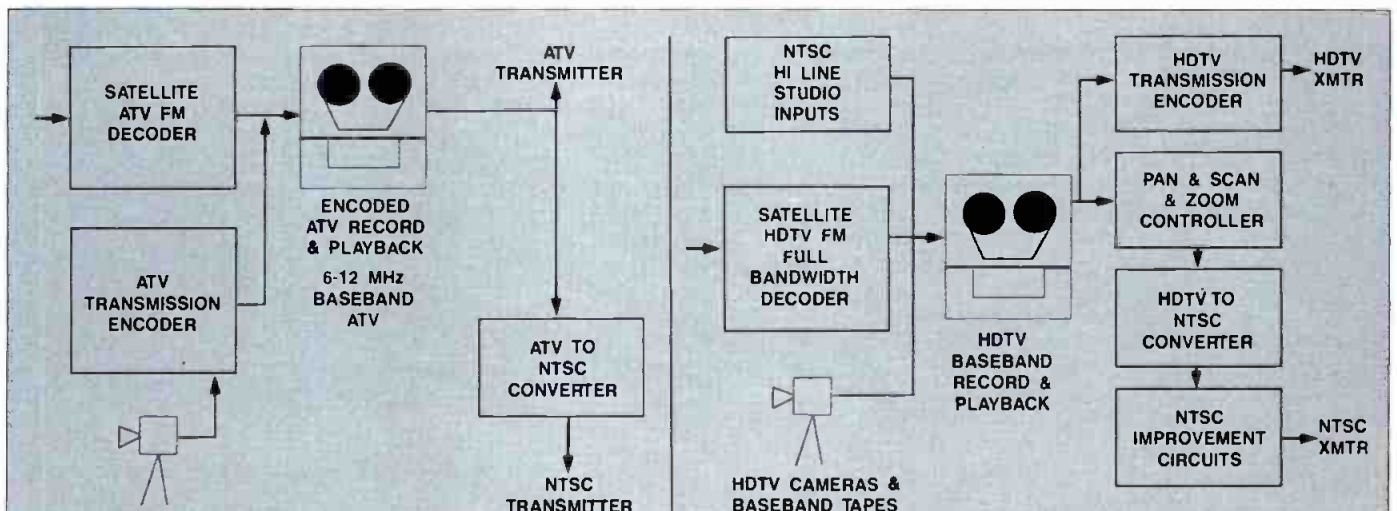 SATELLITE
ATV FM
DECODER
ATV
TRANSMISSION
ENCODER
ENCODED
ATV RECORD
& PLAYBACK
6-12 MHz
BASEBAND
ATV
ATV
TRANSMITTER
ATV TO
NTSC
CONVERTER
NTSC
TRANSMITTER
NTSC
HI LINE
STUDIO
INPUTS
SATELLITE
HDTV FM
FULL
BANDWIDTH
DECODER
HDTV CAMERAS &
BASEBAND TAPES
HDTV
BASEBAND
RECORD &
PLAYBACK
HDTV
TRANSMISSION
ENCODER
HDTV
XMTR
PAN & SCAN
& ZOOM
CONTROLLER
HDTV TO
NTSC
CONVERTER
NTSC
IMPROVEMENT
CIRCUITS
NTSC
XMTR